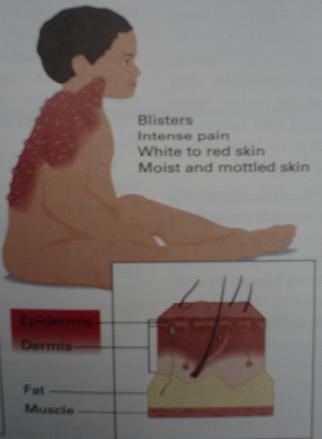 Blisters
Intense pain
White to red skin
Moist and mottled skin
Epidermis
Dermis
Fat
Muscle